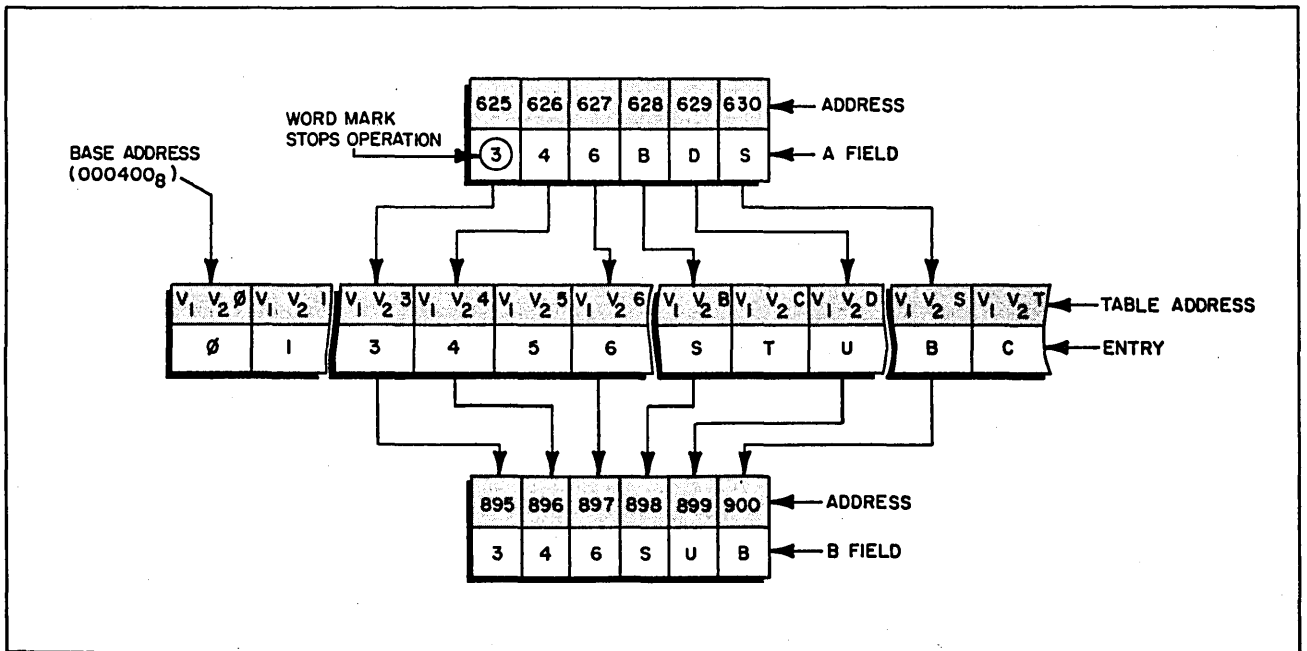 625 626 627 628 629 630 ADDRESS
WORD MARK
STOPS OPERATION
3 4 6 B D S A FIELD
BASE ADDRESS
(000400₈)
V₁ V₂ Ø V₁ V₂ 1 V₁ V₂ 3 V₁ V₂ 4 V₁ V₂ 5 V₁ V₂ 6 V₁ V₂ B V₁ V₂ C V₁ V₂ D V₁ V₂ S V₁ V₂ T TABLE ADDRESS
Ø 1 3 4 5 6 S T U B C ENTRY
895 896 897 898 899 900 ADDRESS
3 4 6 S U B B FIELD